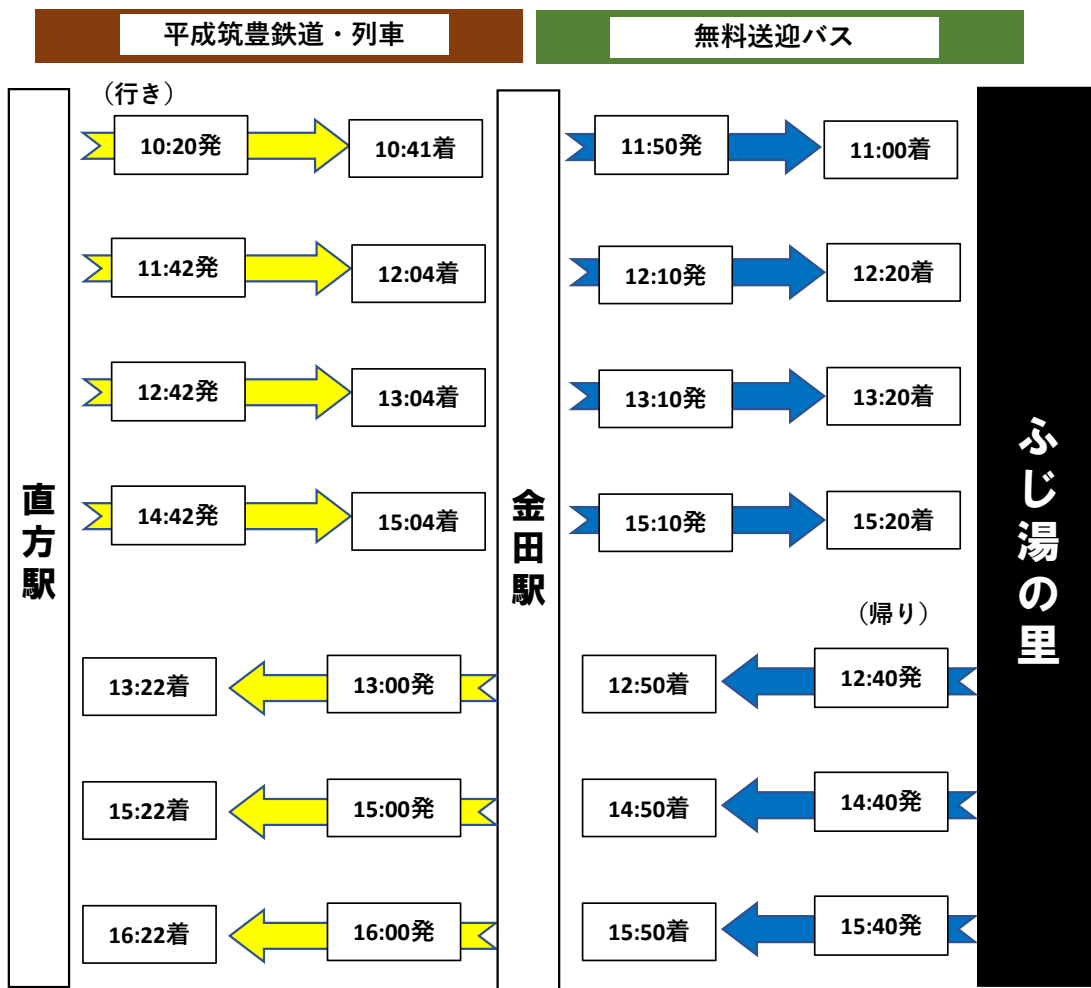 平成筑豊鉄道・列車
無料送迎バス
（行き）
10:20発
10:41着
11:50発
11:00着
11:42発
12:04着
12:10発
12:20着
12:42発
13:04着
13:10発
13:20着
14:42発
15:04着
15:10発
15:20着
直方駅
金田駅
ふじ湯の里
（帰り）
13:22着
13:00発
12:50着
12:40発
15:22着
15:00発
14:50着
14:40発
16:22着
16:00発
15:50着
15:40発